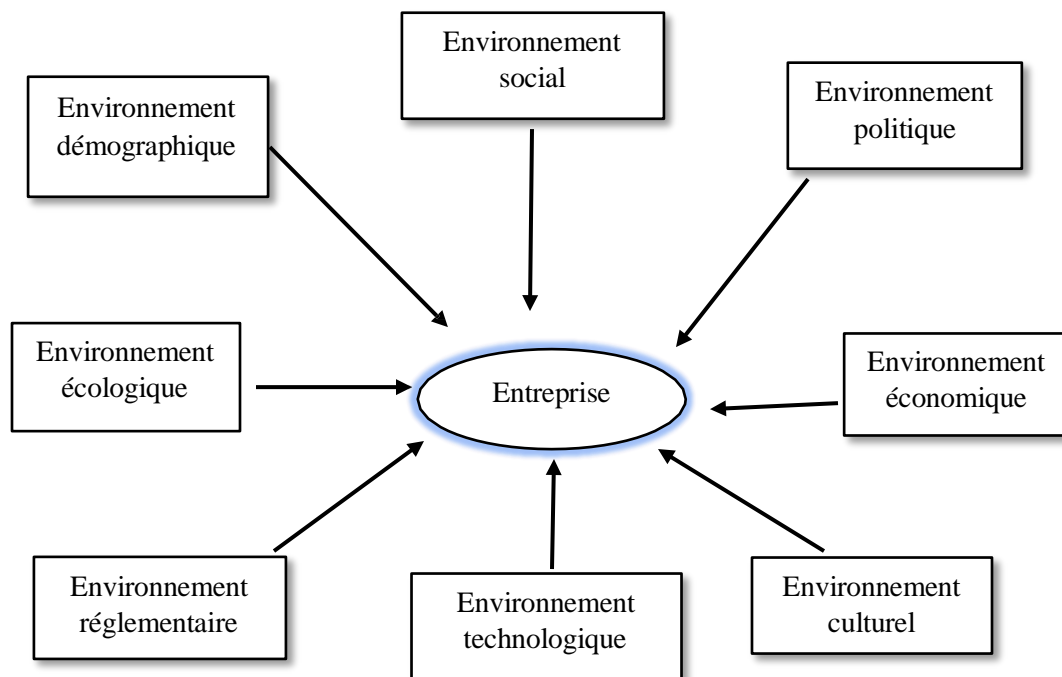 Environnement
social
Environnement
démographique
Environnement
politique
Environnement
écologique
Entreprise
Environnement
économique
Environnement
réglementaire
Environnement
technologique
Environnement
culturel